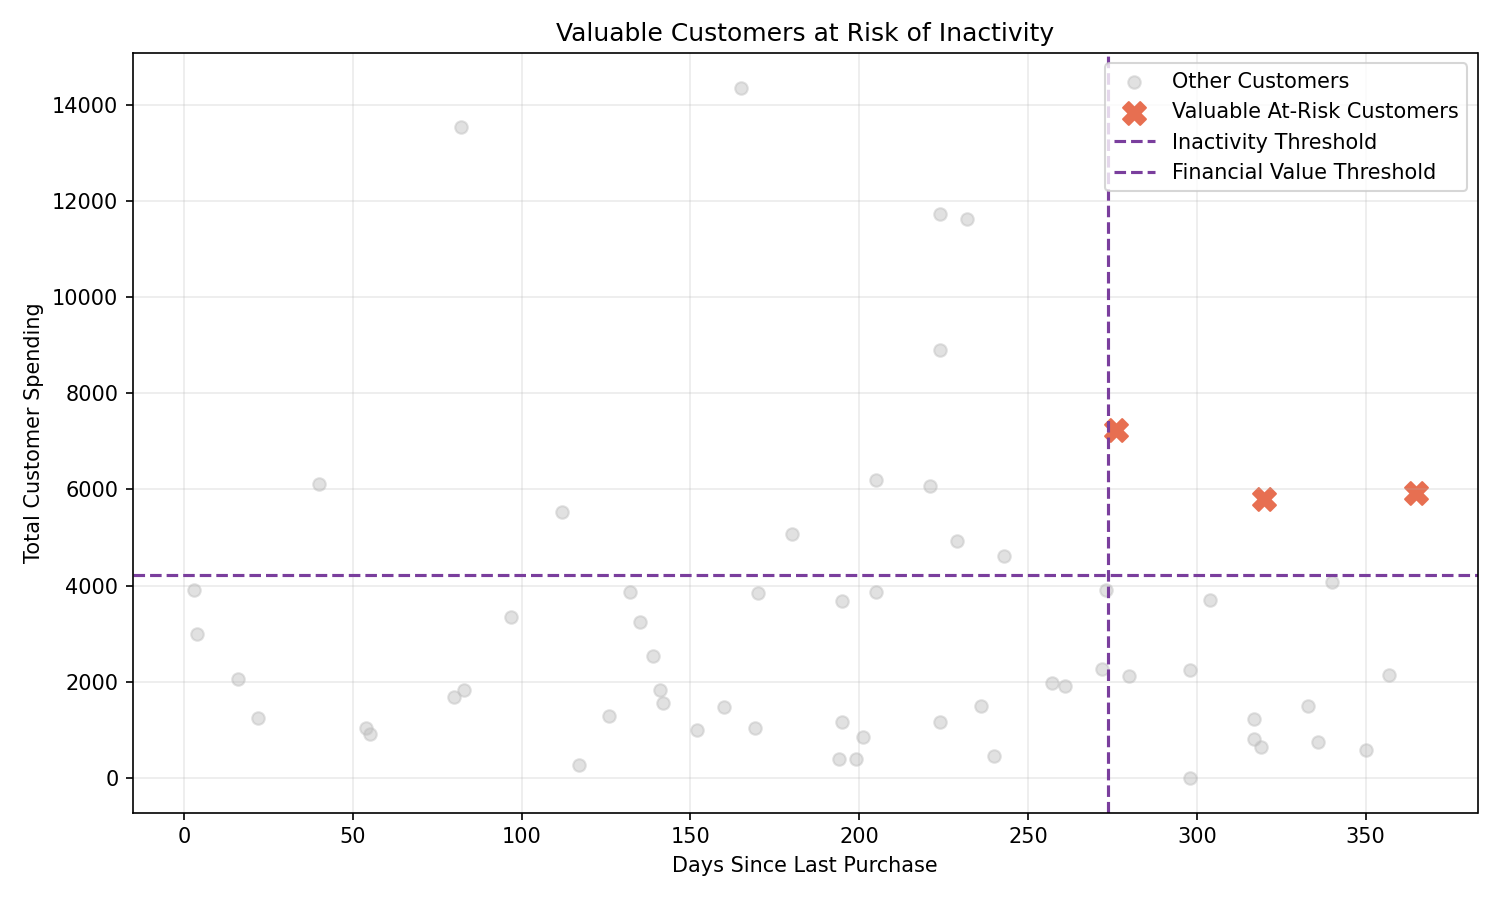 Valuable Customers at Risk of Inactivity
Other Customers
Valuable At-Risk Customers
Inactivity Threshold
Financial Value Threshold
Total Customer Spending
14000
12000
10000
8000
6000
4000
2000
0
0 50 100 150 200 250 300 350
Days Since Last Purchase